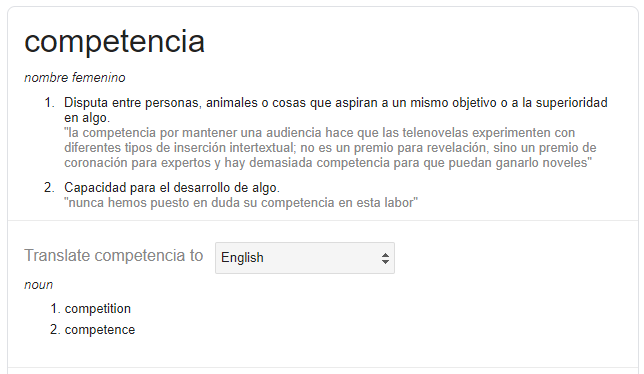 competencia
nombre femenino
1. Disputa entre personas, animales o cosas que aspiran a un mismo objetivo o a la superioridad
en algo.
"la competencia por mantener una audiencia hace que las telenovelas experimenten con
diferentes tipos de inserción intertextual; no es un premio para revelación, sino un premio de
coronación para expertos y hay demasiada competencia para que puedan ganarlo noveles"
2. Capacidad para el desarrollo de algo.
"nunca hemos puesto en duda su competencia en esta labor"
Translate competencia to English
noun
1. competition
2. competence